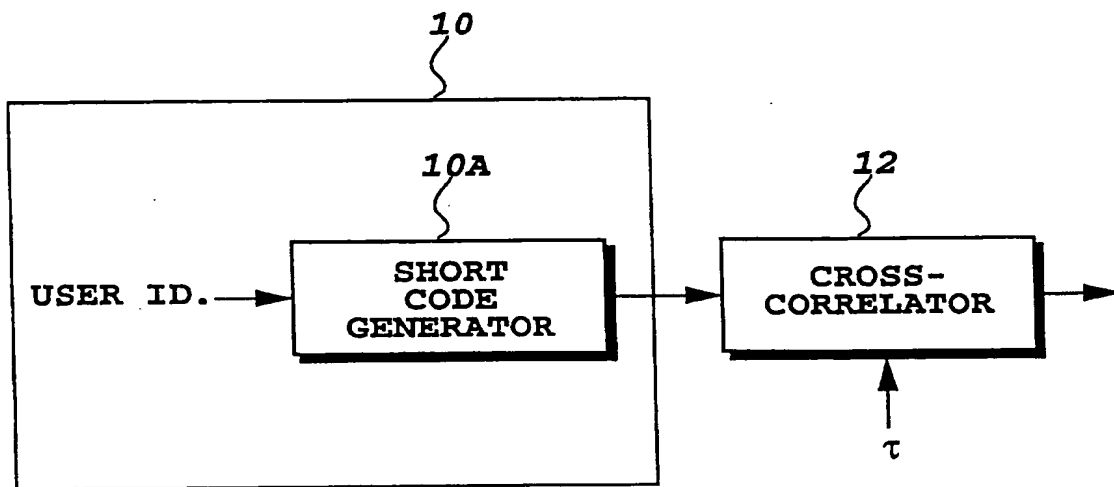 10
10A
12
USER ID.
SHORT
CODE
GENERATOR
CROSS-
CORRELATOR
τ